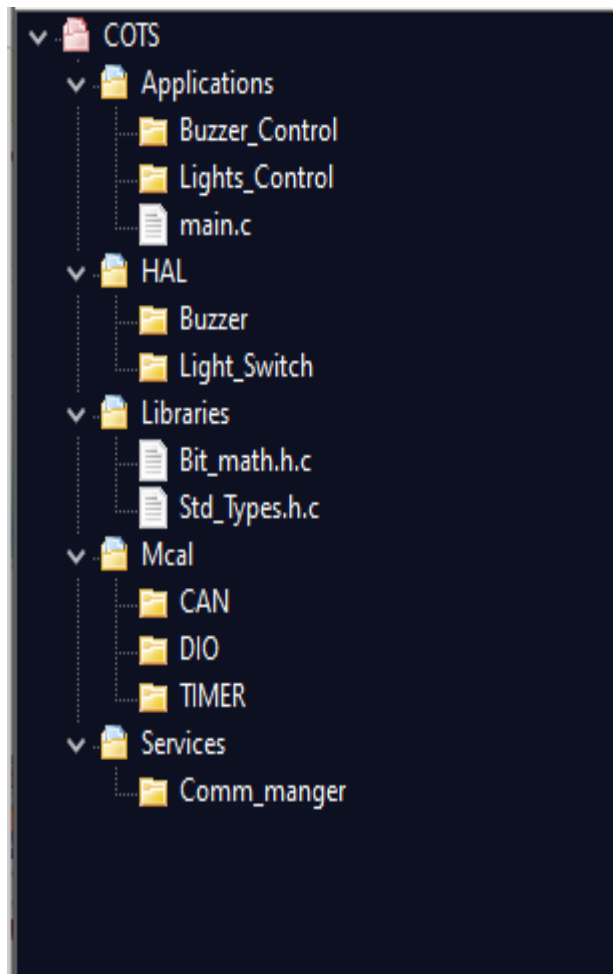 COTS
Applications
Buzzer_Control
Lights_Control
main.c
HAL
Buzzer
Light_Switch
Libraries
Bit_math.h.c
Std_Types.h.c
Mcal
CAN
DIO
TIMER
Services
Comm_manger